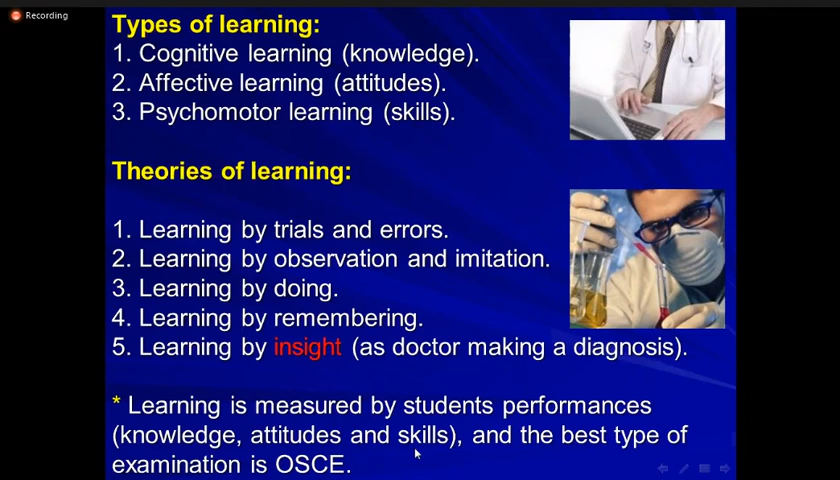 Recording
Types of learning:
1. Cognitive learning (knowledge).
2. Affective learning (attitudes).
3. Psychomotor learning (skills).
Theories of learning:
1. Learning by trials and errors.
2. Learning by observation and imitation.
3. Learning by doing.
4. Learning by remembering.
5. Learning by insight (as doctor making a diagnosis).
* Learning is measured by students performances
(knowledge, attitudes and skills), and the best type of
examination is OSCE.